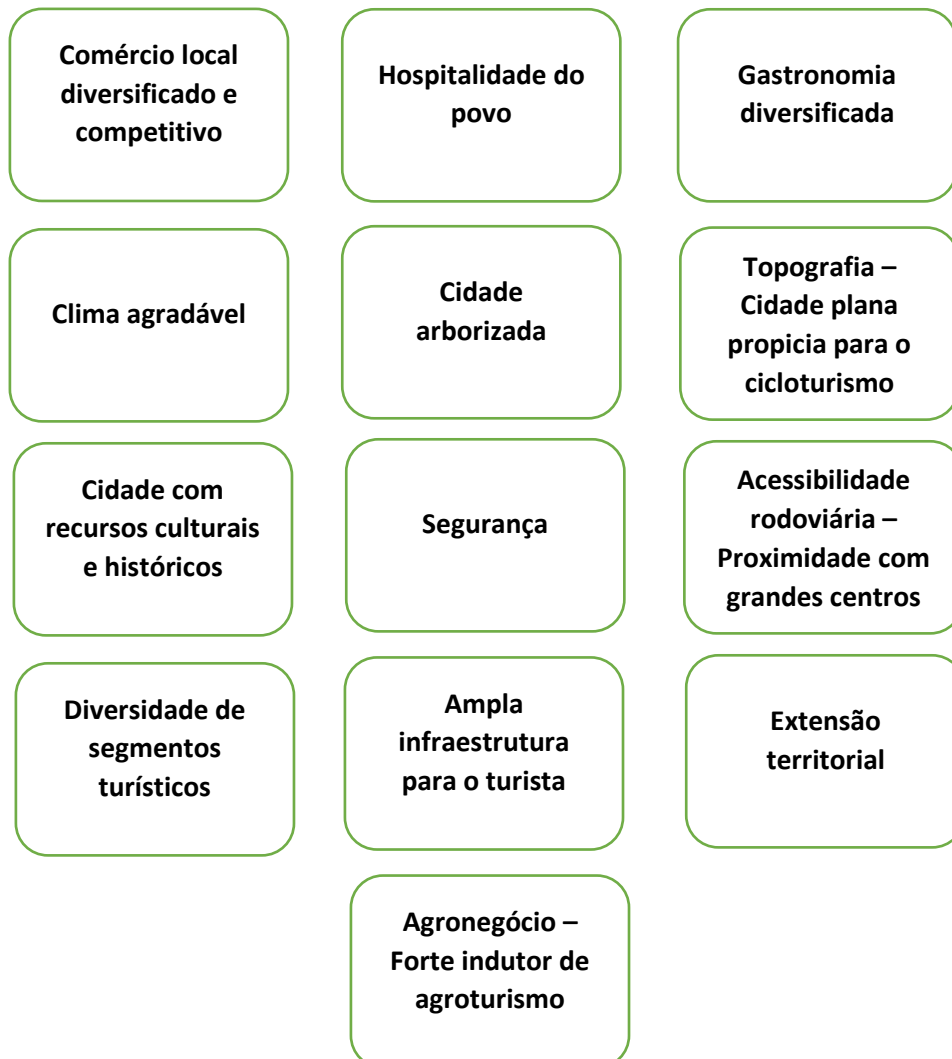 Comércio local
diversificado e
competitivo
Hospitalidade do
povo
Gastronomia
diversificada
Clima agradável
Cidade
arborizada
Topografia –
Cidade plana
propicia para o
cicloturismo
Cidade com
recursos culturais
e históricos
Segurança
Acessibilidade
rodoviária –
Proximidade com
grandes centros
Diversidade de
segmentos
turísticos
Ampla
infraestrutura
para o turista
Extensão
territorial
Agronegócio –
Forte indutor de
agroturismo